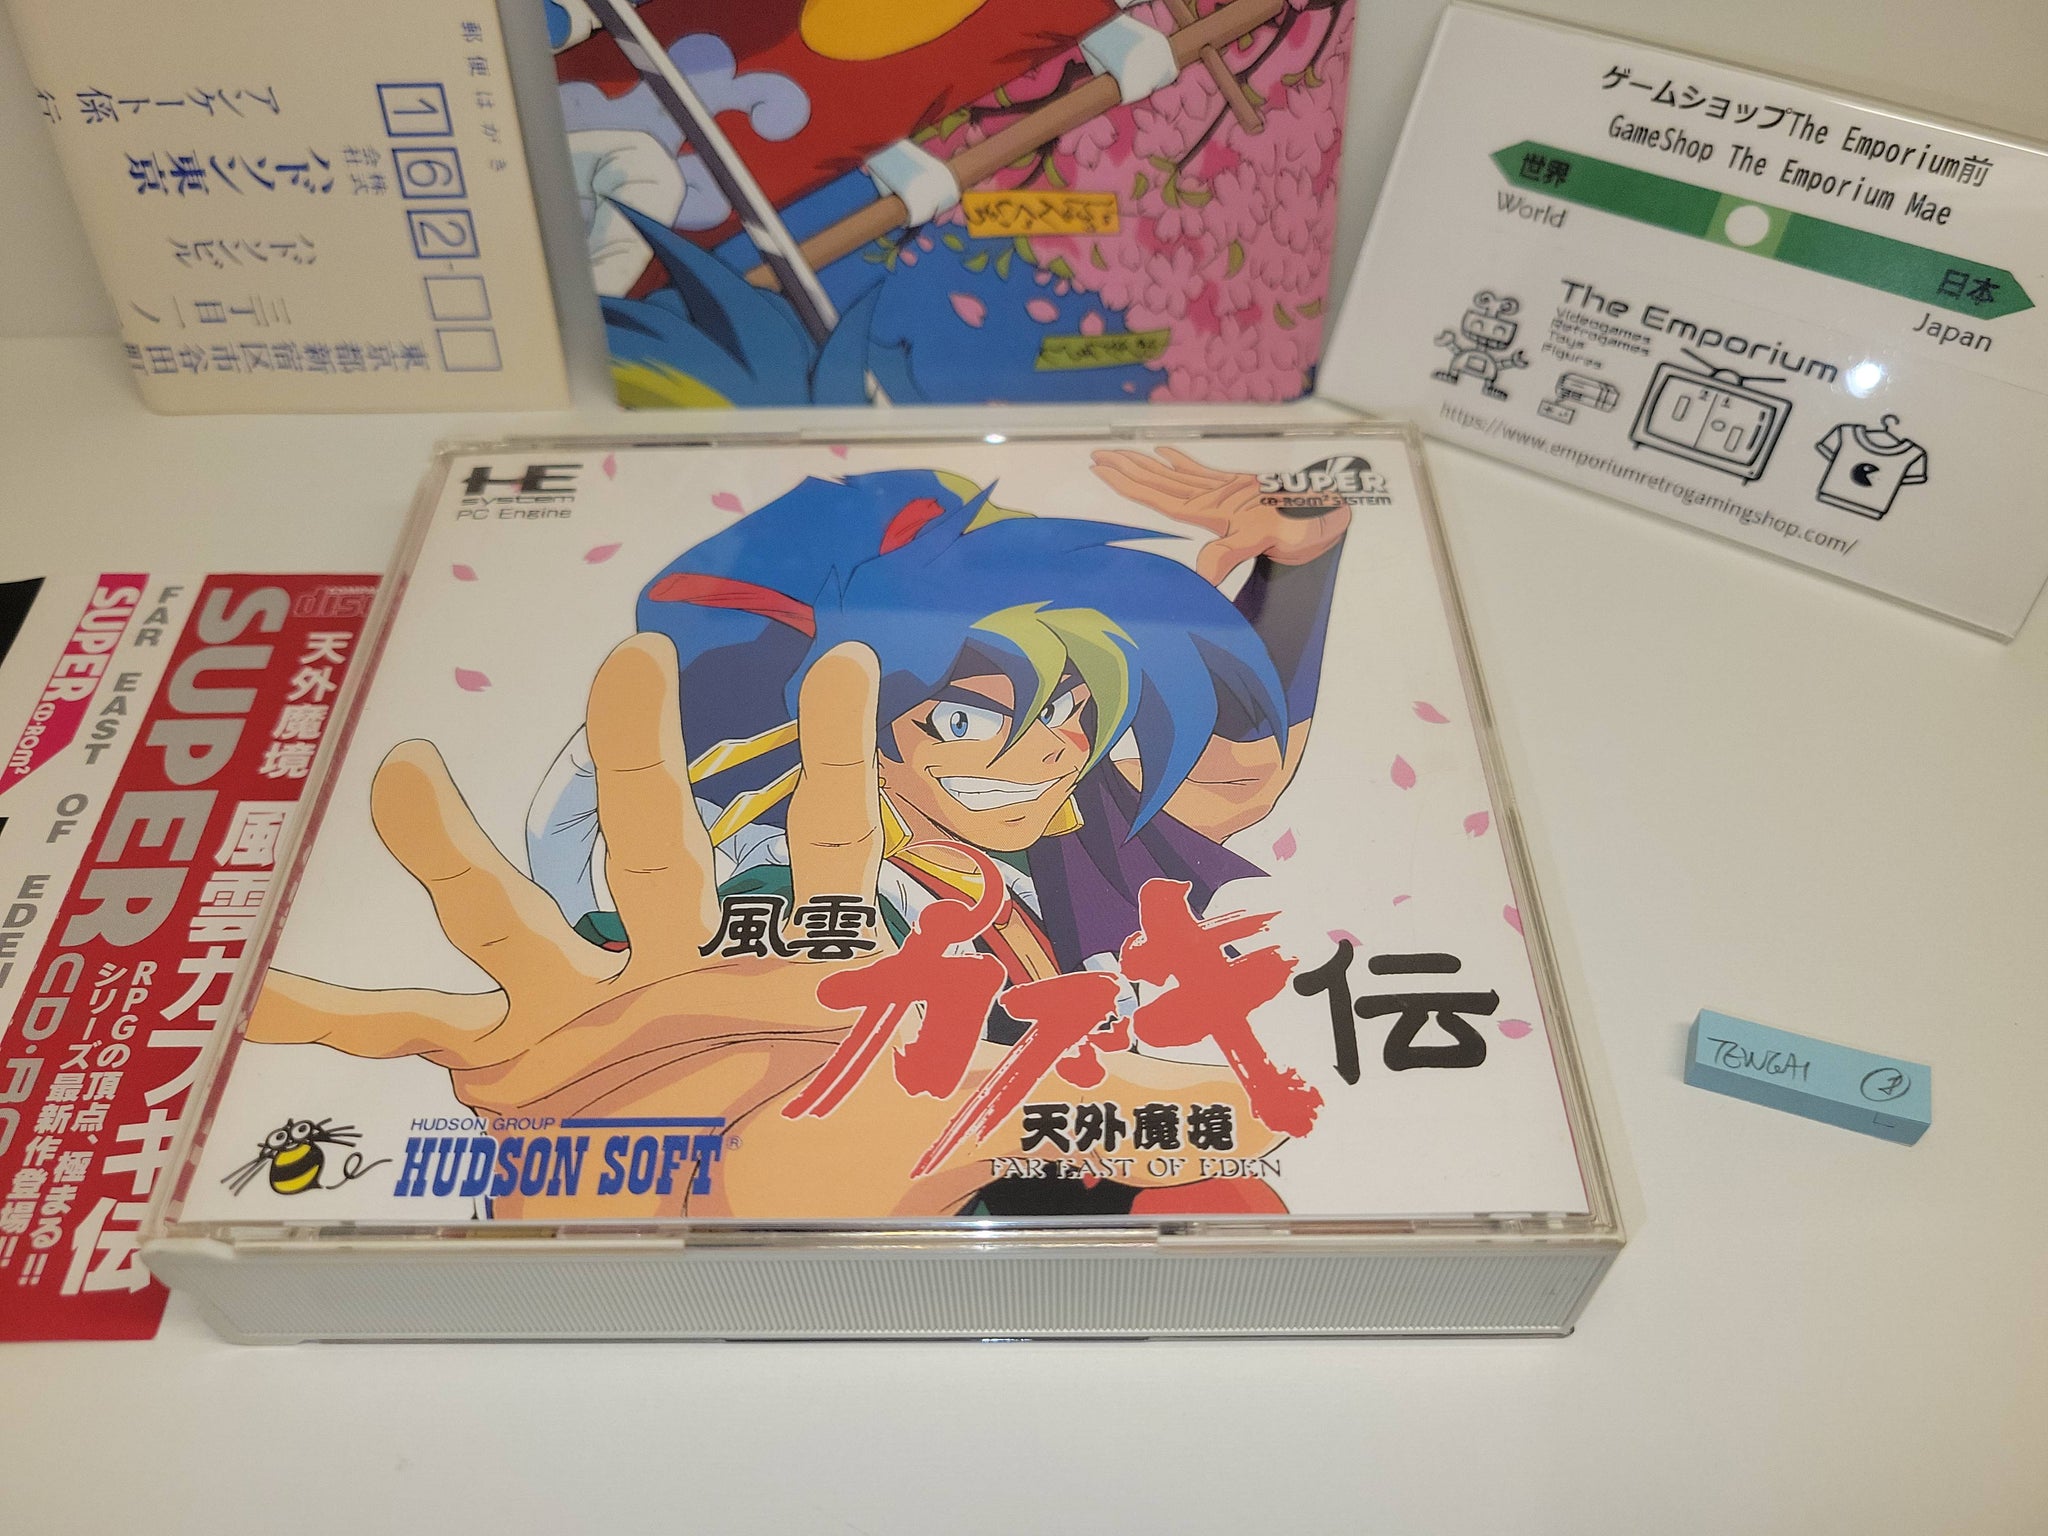 郵便はがき
162
東京都新宿区市谷田町
三丁目一ノ
ハドソンビル
株式会社
ハドソン東京
アンケート係
行
ゲームショップThe Emporium前
GameShop The Emporium Mae
世界
日本
World
Japan
The Emporium
Videogames
Retrogames
Toys
Figures
https://www.emporiumretrogamingshop.com/
HE
system
PC Engine
SUPER
CD-ROM² SYSTEM
風雲
カブキ
伝
天外魔境
FAR EAST OF EDEN
HUDSON GROUP
HUDSON SOFT®
COMPA
disc
天外魔境
風雲カブキ伝
SUPER CD・RO
RPGの頂点、極まる!!
シリーズ最新作登場!!
FAR EAST OF EDEN
SUPER CD-ROM²
TENGAI
1